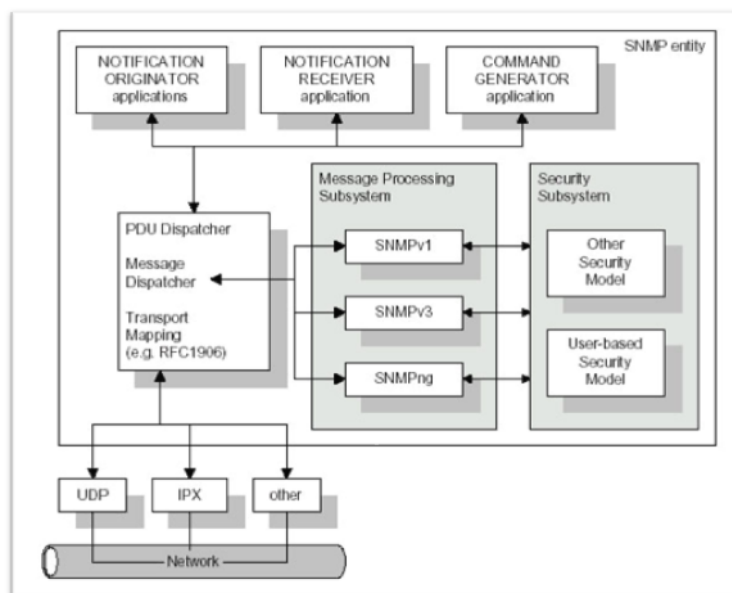 SNMP entity
NOTIFICATION
ORIGINATOR
applications
NOTIFICATION
RECEIVER
application
COMMAND
GENERATOR
application
Message Processing
Subsystem
Security
Subsystem
PDU Dispatcher
Message
Dispatcher
Transport
Mapping
(e.g. RFC1906)
SNMPv1
SNMPv3
SNMPng
Other
Security
Model
User-based
Security
Model
UDP
IPX
other
Network